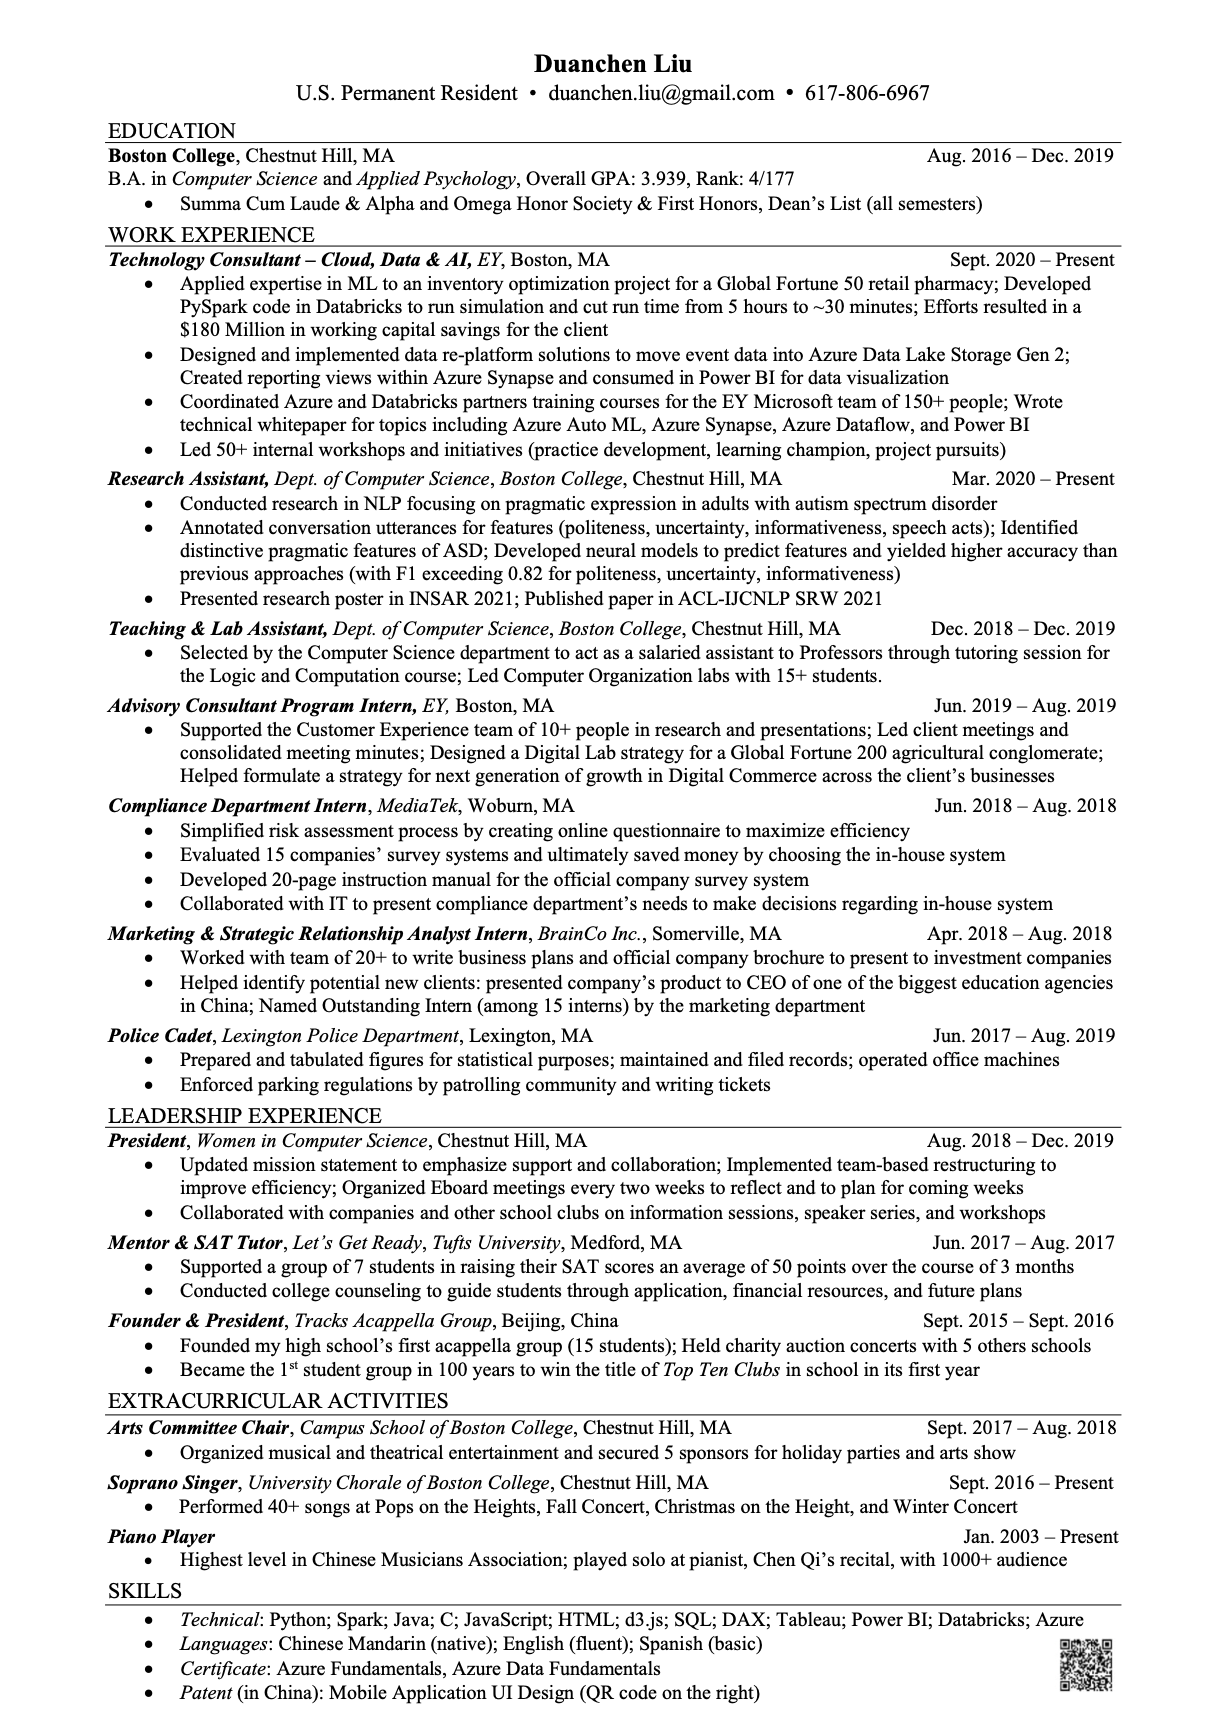 Duanchen Liu
U.S. Permanent Resident • duanchen.liu@gmail.com • 617-806-6967
EDUCATION
Boston College, Chestnut Hill, MA Aug. 2016 – Dec. 2019
B.A. in Computer Science and Applied Psychology, Overall GPA: 3.939, Rank: 4/177
• Summa Cum Laude & Alpha and Omega Honor Society & First Honors, Dean’s List (all semesters)
WORK EXPERIENCE
Technology Consultant – Cloud, Data & AI, EY, Boston, MA Sept. 2020 – Present
• Applied expertise in ML to an inventory optimization project for a Global Fortune 50 retail pharmacy; Developed
PySpark code in Databricks to run simulation and cut run time from 5 hours to ~30 minutes; Efforts resulted in a
$180 Million in working capital savings for the client
• Designed and implemented data re-platform solutions to move event data into Azure Data Lake Storage Gen 2;
Created reporting views within Azure Synapse and consumed in Power BI for data visualization
• Coordinated Azure and Databricks partners training courses for the EY Microsoft team of 150+ people; Wrote
technical whitepaper for topics including Azure Auto ML, Azure Synapse, Azure Dataflow, and Power BI
• Led 50+ internal workshops and initiatives (practice development, learning champion, project pursuits)
Research Assistant, Dept. of Computer Science, Boston College, Chestnut Hill, MA Mar. 2020 – Present
• Conducted research in NLP focusing on pragmatic expression in adults with autism spectrum disorder
• Annotated conversation utterances for features (politeness, uncertainty, informativeness, speech acts); Identified
distinctive pragmatic features of ASD; Developed neural models to predict features and yielded higher accuracy than
previous approaches (with F1 exceeding 0.82 for politeness, uncertainty, informativeness)
• Presented research poster in INSAR 2021; Published paper in ACL-IJCNLP SRW 2021
Teaching & Lab Assistant, Dept. of Computer Science, Boston College, Chestnut Hill, MA Dec. 2018 – Dec. 2019
• Selected by the Computer Science department to act as a salaried assistant to Professors through tutoring session for
the Logic and Computation course; Led Computer Organization labs with 15+ students.
Advisory Consultant Program Intern, EY, Boston, MA Jun. 2019 – Aug. 2019
• Supported the Customer Experience team of 10+ people in research and presentations; Led client meetings and
consolidated meeting minutes; Designed a Digital Lab strategy for a Global Fortune 200 agricultural conglomerate;
Helped formulate a strategy for next generation of growth in Digital Commerce across the client’s businesses
Compliance Department Intern, MediaTek, Woburn, MA Jun. 2018 – Aug. 2018
• Simplified risk assessment process by creating online questionnaire to maximize efficiency
• Evaluated 15 companies’ survey systems and ultimately saved money by choosing the in-house system
• Developed 20-page instruction manual for the official company survey system
• Collaborated with IT to present compliance department’s needs to make decisions regarding in-house system
Marketing & Strategic Relationship Analyst Intern, BrainCo Inc., Somerville, MA Apr. 2018 – Aug. 2018
• Worked with team of 20+ to write business plans and official company brochure to present to investment companies
• Helped identify potential new clients: presented company’s product to CEO of one of the biggest education agencies
in China; Named Outstanding Intern (among 15 interns) by the marketing department
Police Cadet, Lexington Police Department, Lexington, MA Jun. 2017 – Aug. 2019
• Prepared and tabulated figures for statistical purposes; maintained and filed records; operated office machines
• Enforced parking regulations by patrolling community and writing tickets
LEADERSHIP EXPERIENCE
President, Women in Computer Science, Chestnut Hill, MA Aug. 2018 – Dec. 2019
• Updated mission statement to emphasize support and collaboration; Implemented team-based restructuring to
improve efficiency; Organized Eboard meetings every two weeks to reflect and to plan for coming weeks
• Collaborated with companies and other school clubs on information sessions, speaker series, and workshops
Mentor & SAT Tutor, Let’s Get Ready, Tufts University, Medford, MA Jun. 2017 – Aug. 2017
• Supported a group of 7 students in raising their SAT scores an average of 50 points over the course of 3 months
• Conducted college counseling to guide students through application, financial resources, and future plans
Founder & President, Tracks Acappella Group, Beijing, China Sept. 2015 – Sept. 2016
• Founded my high school’s first acappella group (15 students); Held charity auction concerts with 5 others schools
• Became the 1st student group in 100 years to win the title of Top Ten Clubs in school in its first year
EXTRACURRICULAR ACTIVITIES
Arts Committee Chair, Campus School of Boston College, Chestnut Hill, MA Sept. 2017 – Aug. 2018
• Organized musical and theatrical entertainment and secured 5 sponsors for holiday parties and arts show
Soprano Singer, University Chorale of Boston College, Chestnut Hill, MA Sept. 2016 – Present
• Performed 40+ songs at Pops on the Heights, Fall Concert, Christmas on the Height, and Winter Concert
Piano Player Jan. 2003 – Present
• Highest level in Chinese Musicians Association; played solo at pianist, Chen Qi’s recital, with 1000+ audience
SKILLS
• Technical: Python; Spark; Java; C; JavaScript; HTML; d3.js; SQL; DAX; Tableau; Power BI; Databricks; Azure
• Languages: Chinese Mandarin (native); English (fluent); Spanish (basic)
• Certificate: Azure Fundamentals, Azure Data Fundamentals
• Patent (in China): Mobile Application UI Design (QR code on the right)